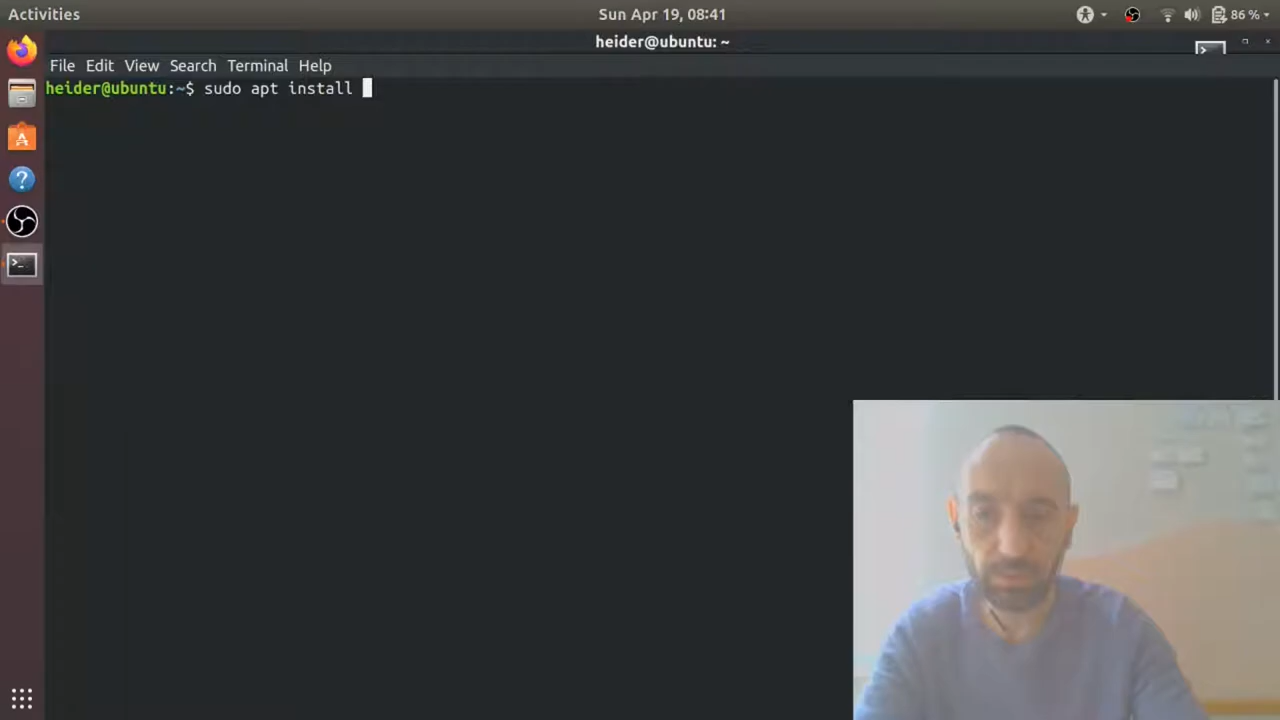 Activities
Sun Apr 19, 08:41
86 %
heider@ubuntu: ~
File Edit View Search Terminal Help
heider@ubuntu:~$ sudo apt install